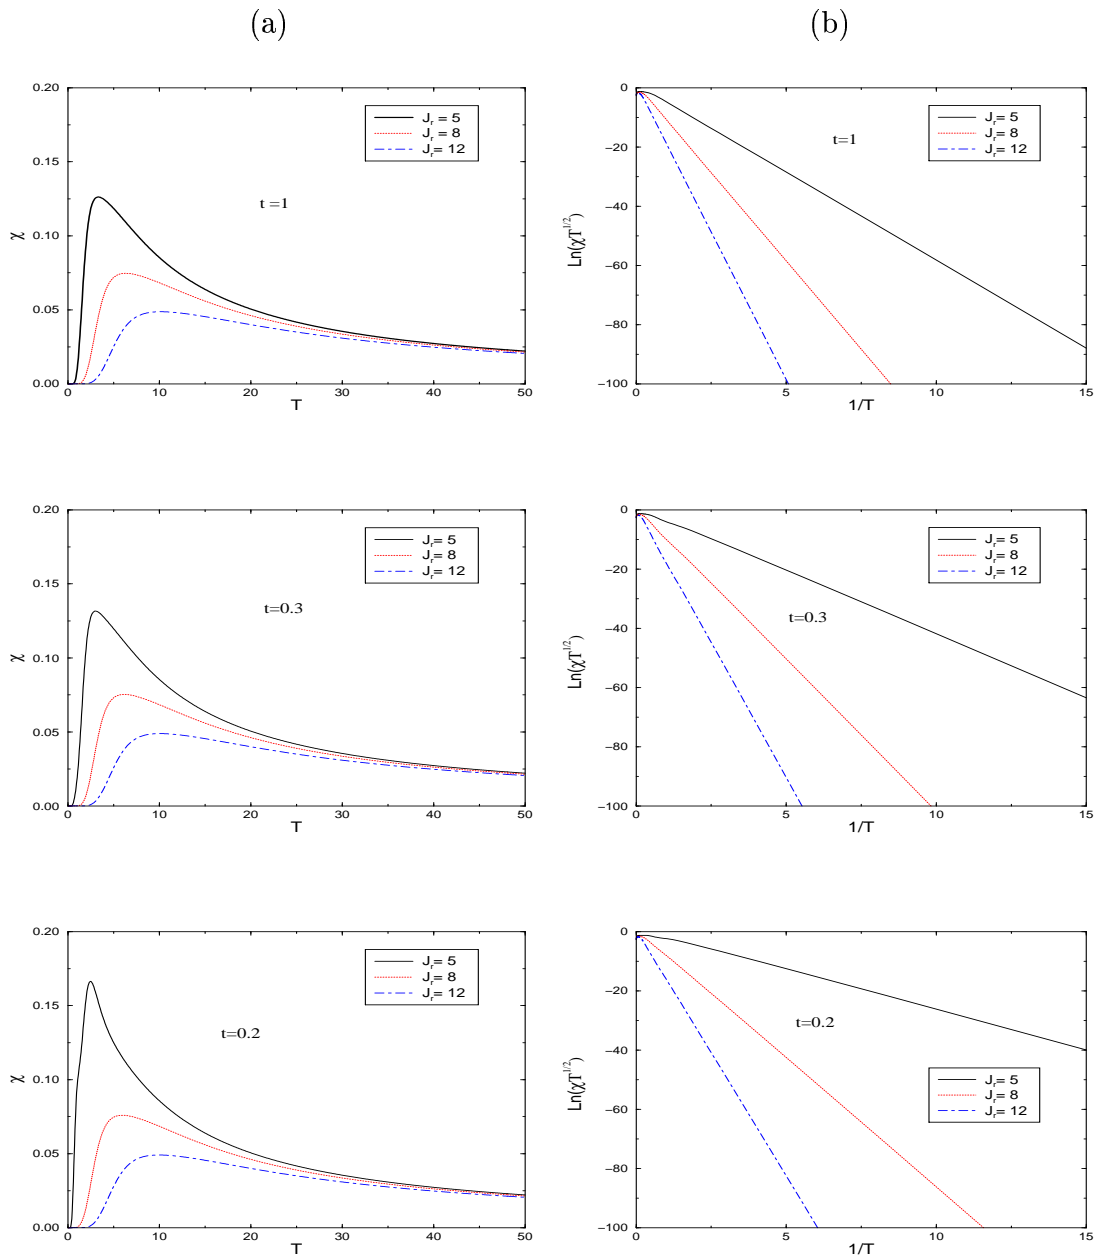 (a)
(b)
0.20
0.15
0.10
0.05
0.00
χ
0
10
20
30
40
50
T
J_r = 5
J_r = 8
J_r= 12
t =1
0
−20
−40
−60
−80
−100
Ln(χT^1/2)
0
5
10
15
1/T
J_r = 5
J_r = 8
J_r= 12
t=1
0.20
0.15
0.10
0.05
0.00
χ
0
10
20
30
40
50
T
J_r= 5
J_r= 8
J_r= 12
t=0.3
0
−20
−40
−60
−80
−100
Ln(χT^1/2)
0
5
10
15
1/T
J_r= 5
J_r= 8
J_r= 12
t=0.3
0.20
0.15
0.10
0.05
0.00
χ
0
10
20
30
40
50
T
J_r= 5
J_r= 8
J_r= 12
t=0.2
0
−20
−40
−60
−80
−100
Ln(χT^1/2)
0
5
10
15
1/T
J_r= 5
J_r= 8
J_r= 12
t=0.2